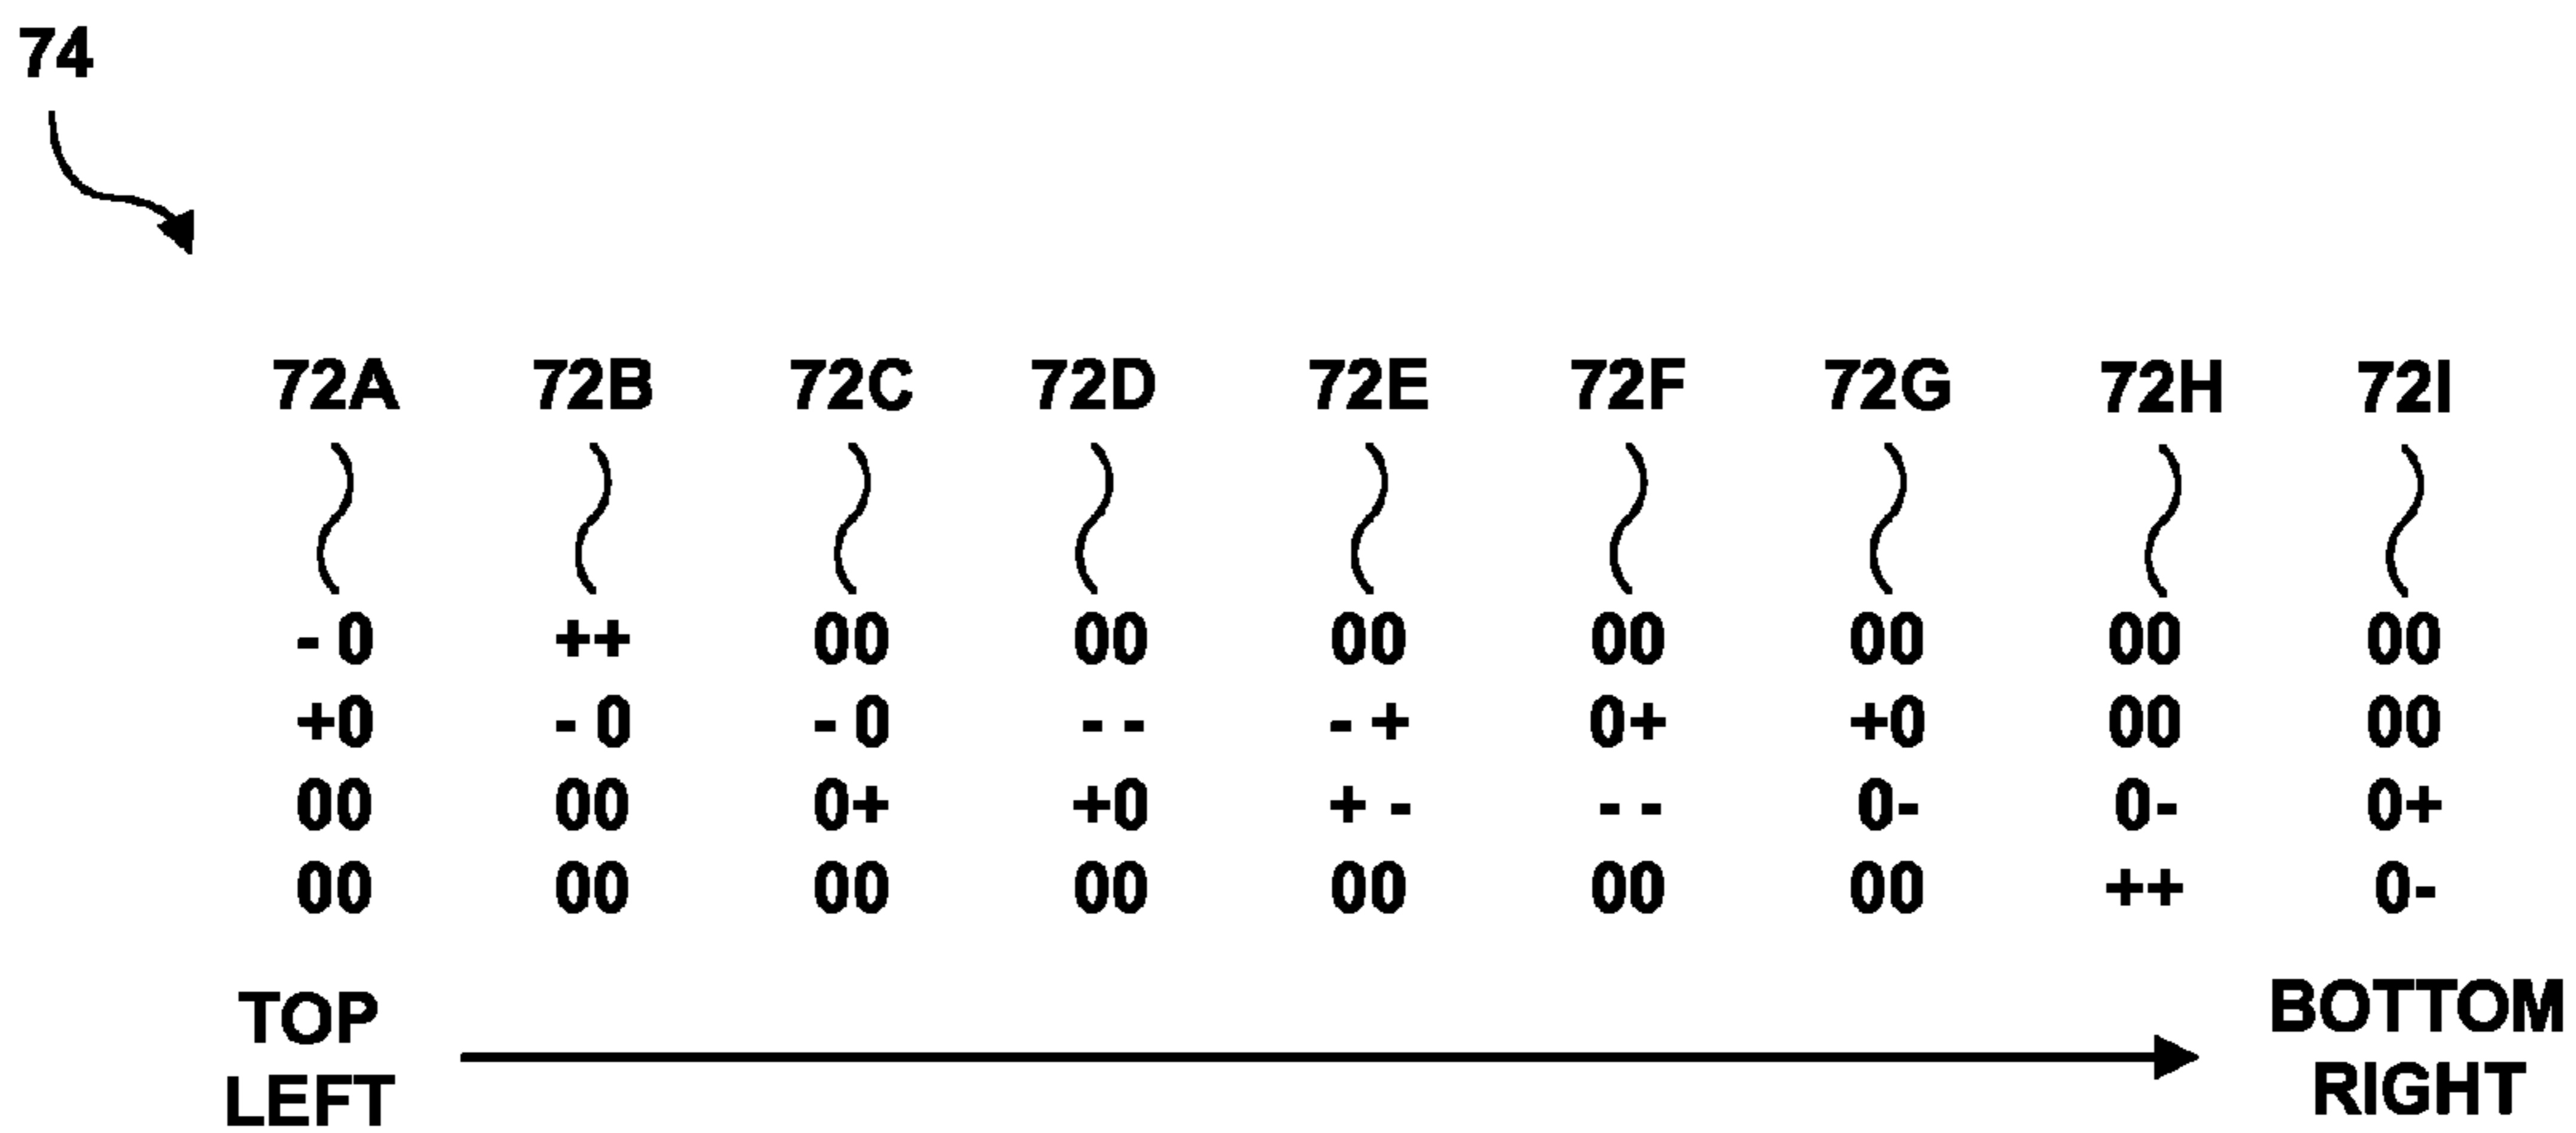 74
72A 72B 72C 72D 72E 72F 72G 72H 72I
- 0 ++ 00 00 00 00 00 00 00
+0 - 0 - 0 - - - + 0+ +0 00 00
00 00 0+ +0 + - - - 0- 0- 0+
00 00 00 00 00 00 00 ++ 0-
TOP LEFT
BOTTOM RIGHT